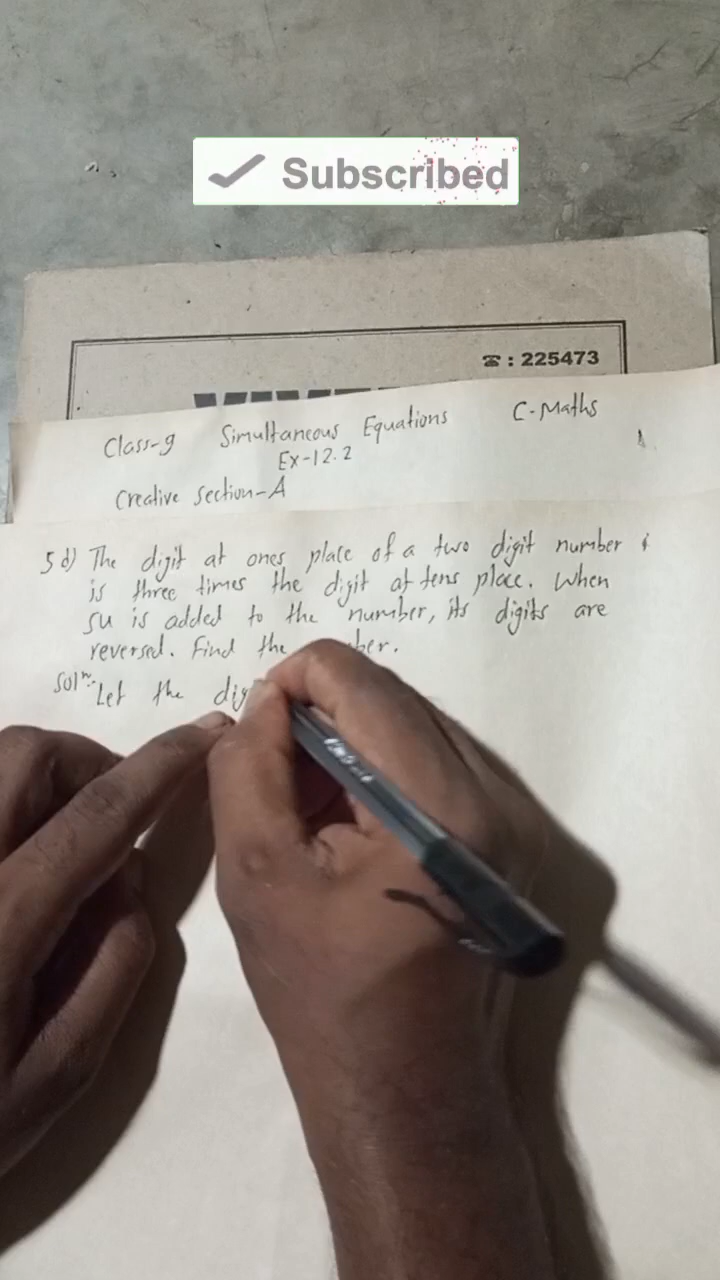 Subscribed
☎ : 225473
Class-9 Simultaneous Equations C-Maths
Ex-12.2
Creative section-A
5 d) The digit at ones place of a two digit number
is three times the digit at tens place. When
54 is added to the number, its digits are
reversed. Find the
Solⁿ:- Let the dig